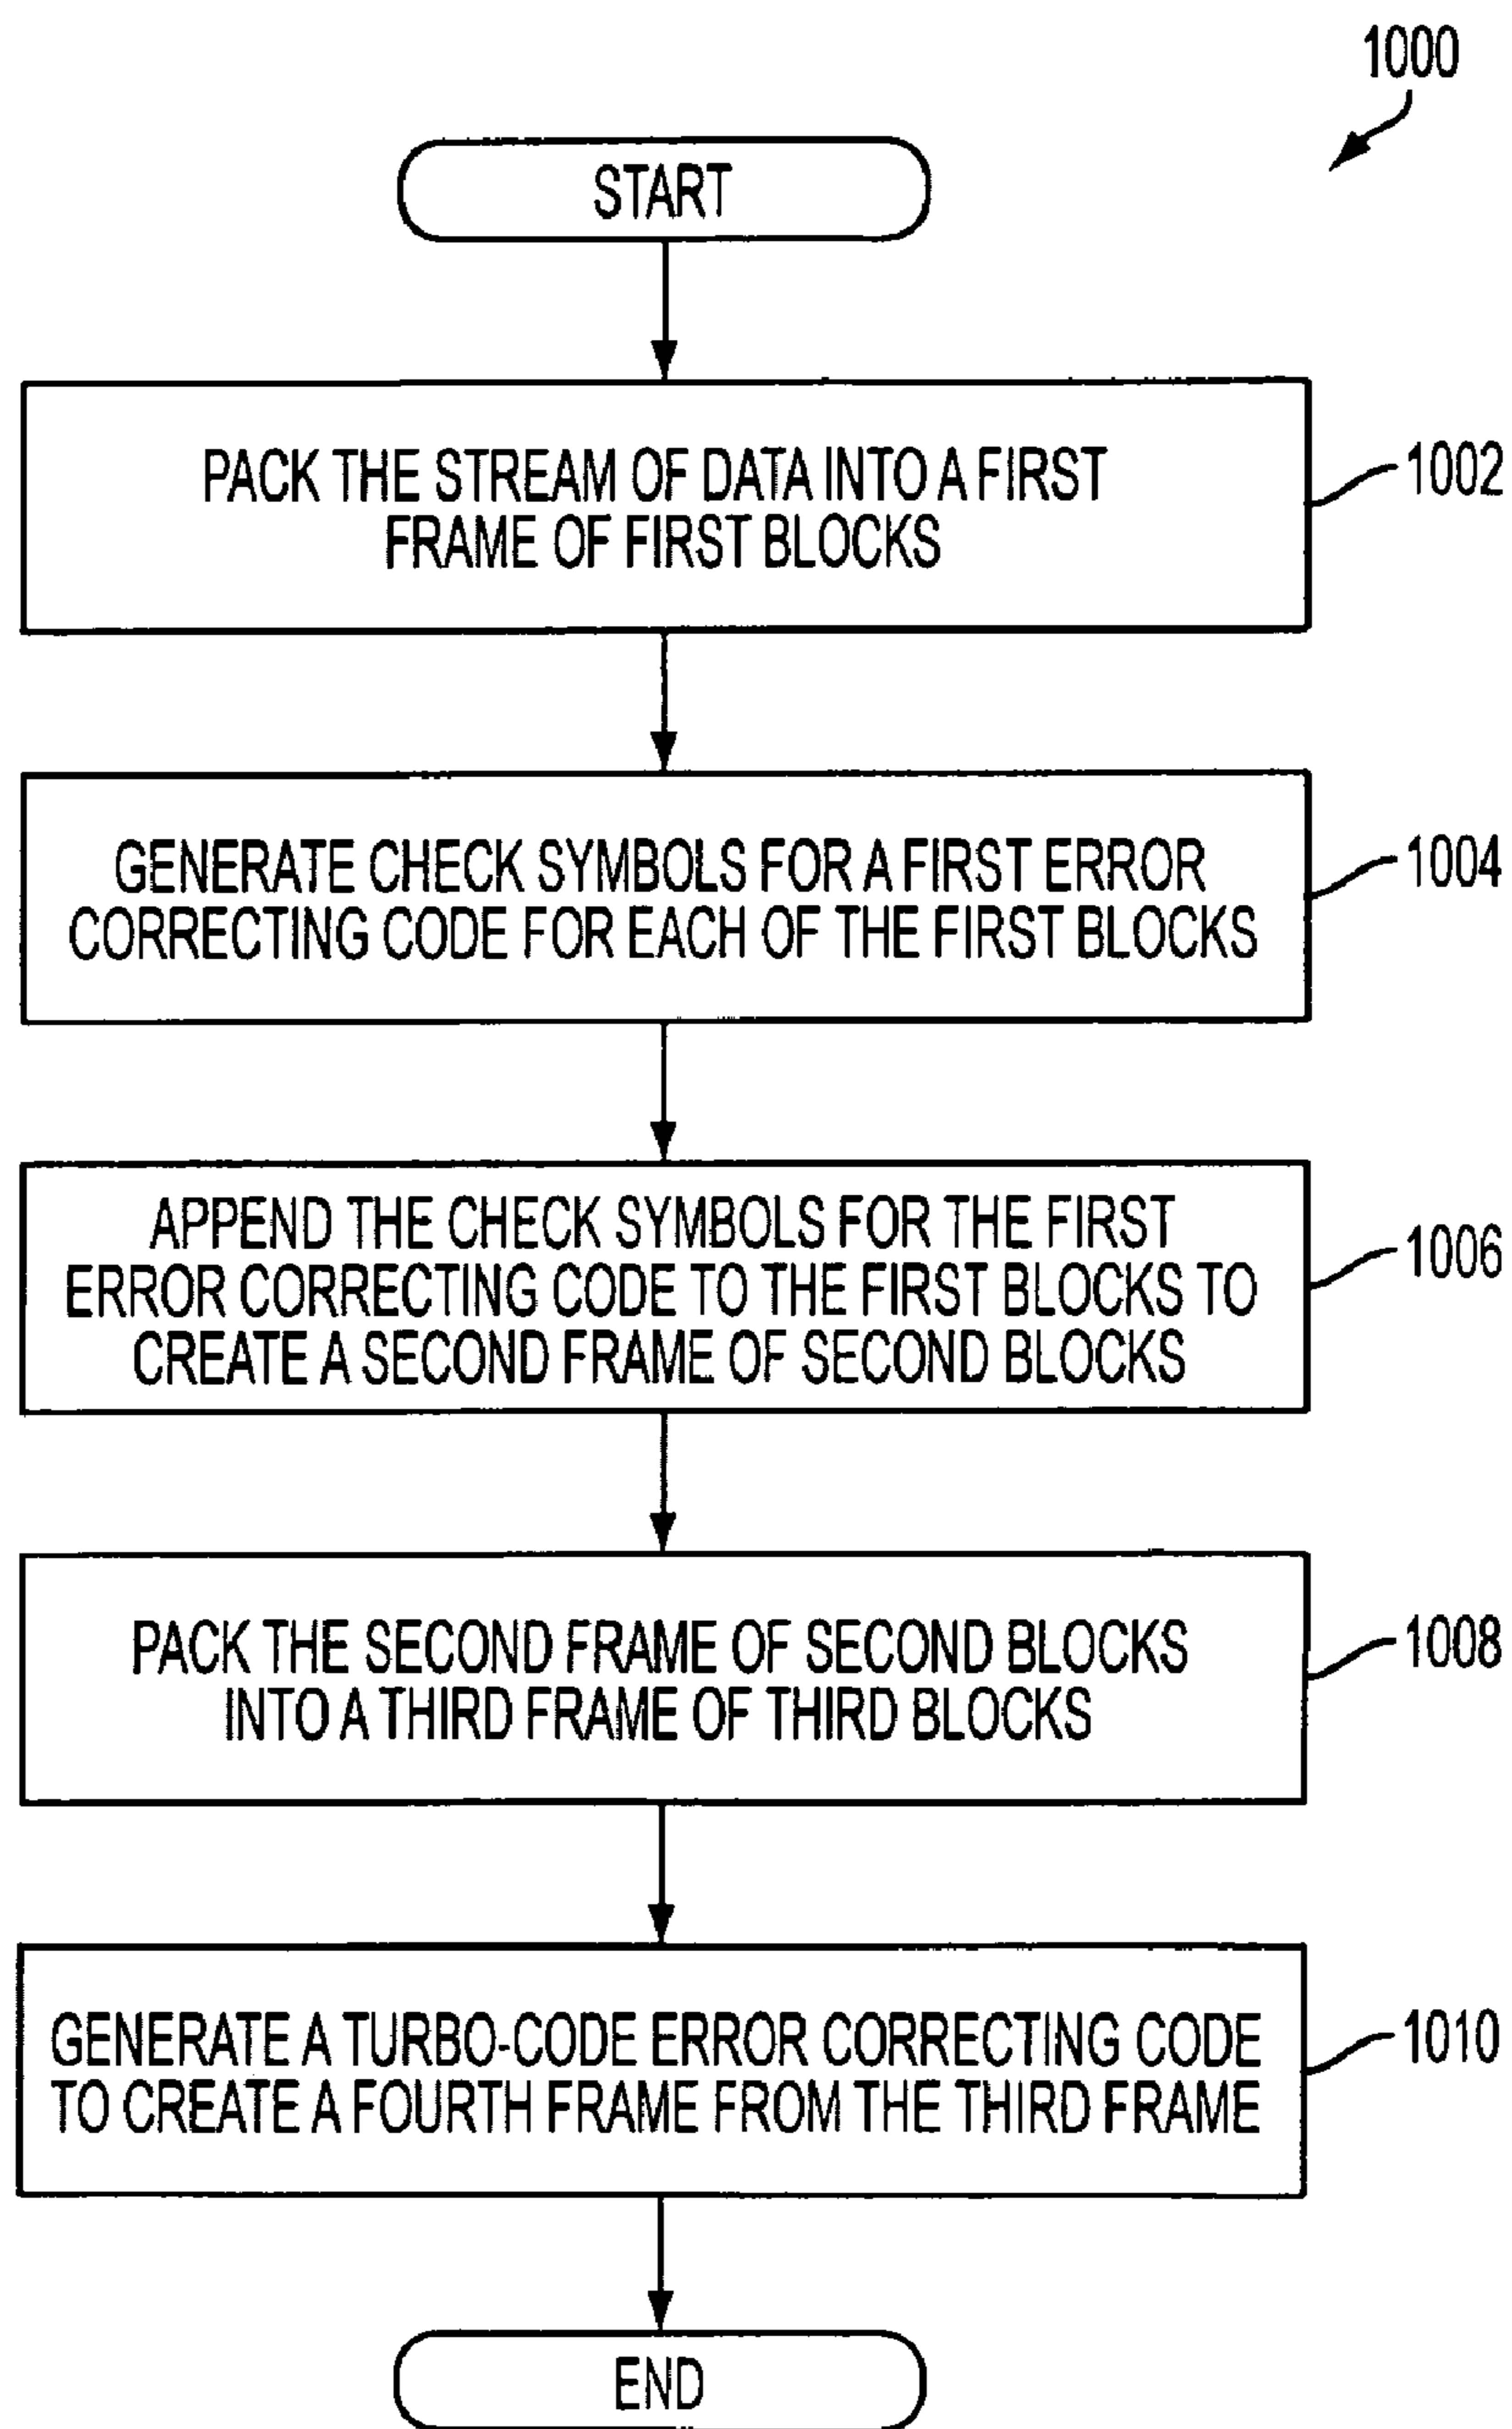 1000
START
PACK THE STREAM OF DATA INTO A FIRST
FRAME OF FIRST BLOCKS
1002
GENERATE CHECK SYMBOLS FOR A FIRST ERROR
CORRECTING CODE FOR EACH OF THE FIRST BLOCKS
1004
APPEND THE CHECK SYMBOLS FOR THE FIRST
ERROR CORRECTING CODE TO THE FIRST BLOCKS TO
CREATE A SECOND FRAME OF SECOND BLOCKS
1006
PACK THE SECOND FRAME OF SECOND BLOCKS
INTO A THIRD FRAME OF THIRD BLOCKS
1008
GENERATE A TURBO-CODE ERROR CORRECTING CODE
TO CREATE A FOURTH FRAME FROM THE THIRD FRAME
1010
END